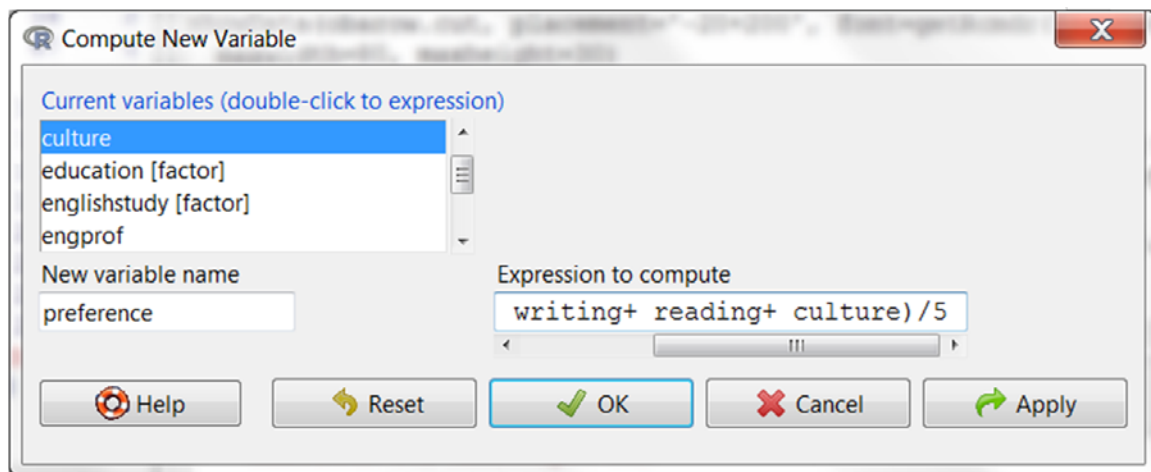 Compute New Variable
Current variables (double-click to expression)
culture
education [factor]
englishstudy [factor]
engprof
New variable name
Expression to compute
preference
writing+ reading+ culture)/5
Help
Reset
OK
Cancel
Apply